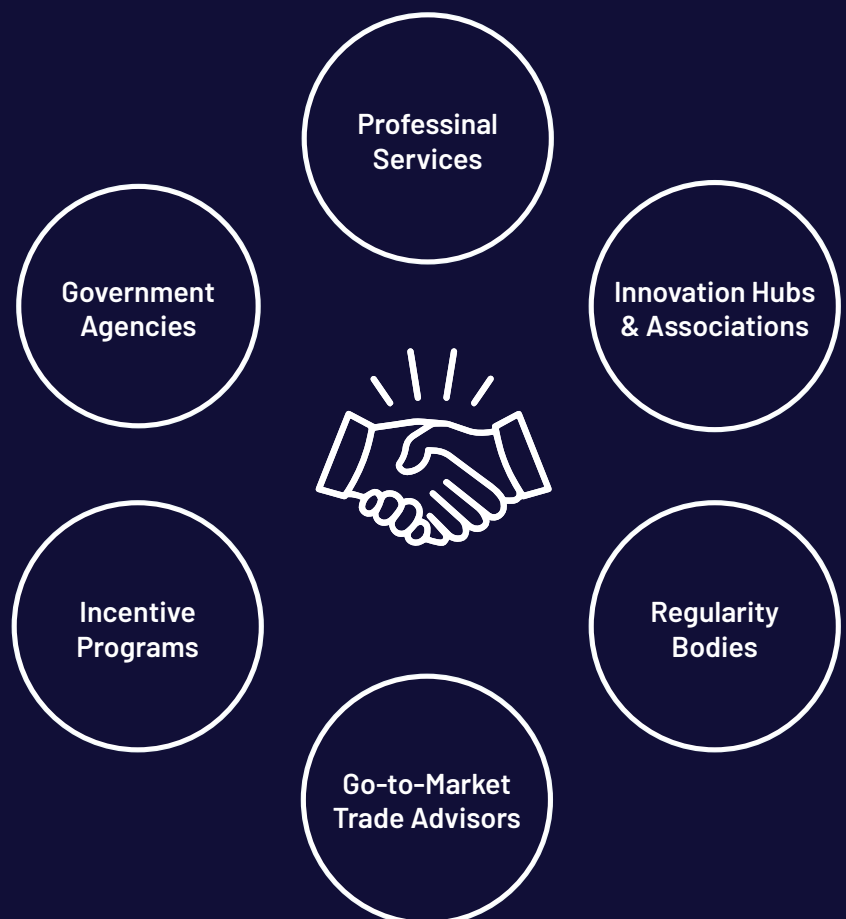 Professinal
Services
Government
Agencies
Innovation Hubs
& Associations
Incentive
Programs
Regularity
Bodies
Go-to-Market
Trade Advisors